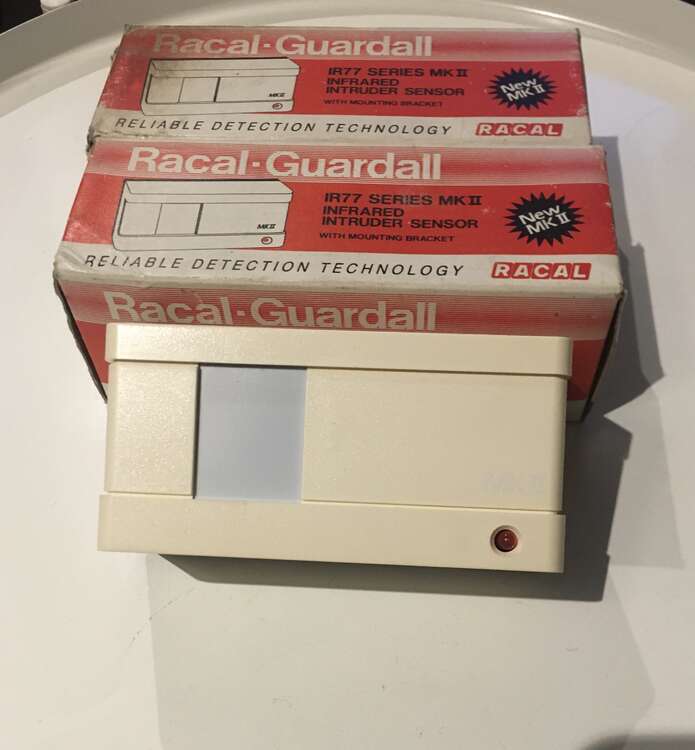 Racal-Guardall
IR77 SERIES MK II
INFRARED
INTRUDER SENSOR
WITH MOUNTING BRACKET
New
MK II
MK II
RELIABLE DETECTION TECHNOLOGY
RACAL
Racal-Guardall
IR77 SERIES MK II
INFRARED
INTRUDER SENSOR
WITH MOUNTING BRACKET
New
MK II
MK II
RELIABLE DETECTION TECHNOLOGY
RACAL
Racal-Guardall
MK II